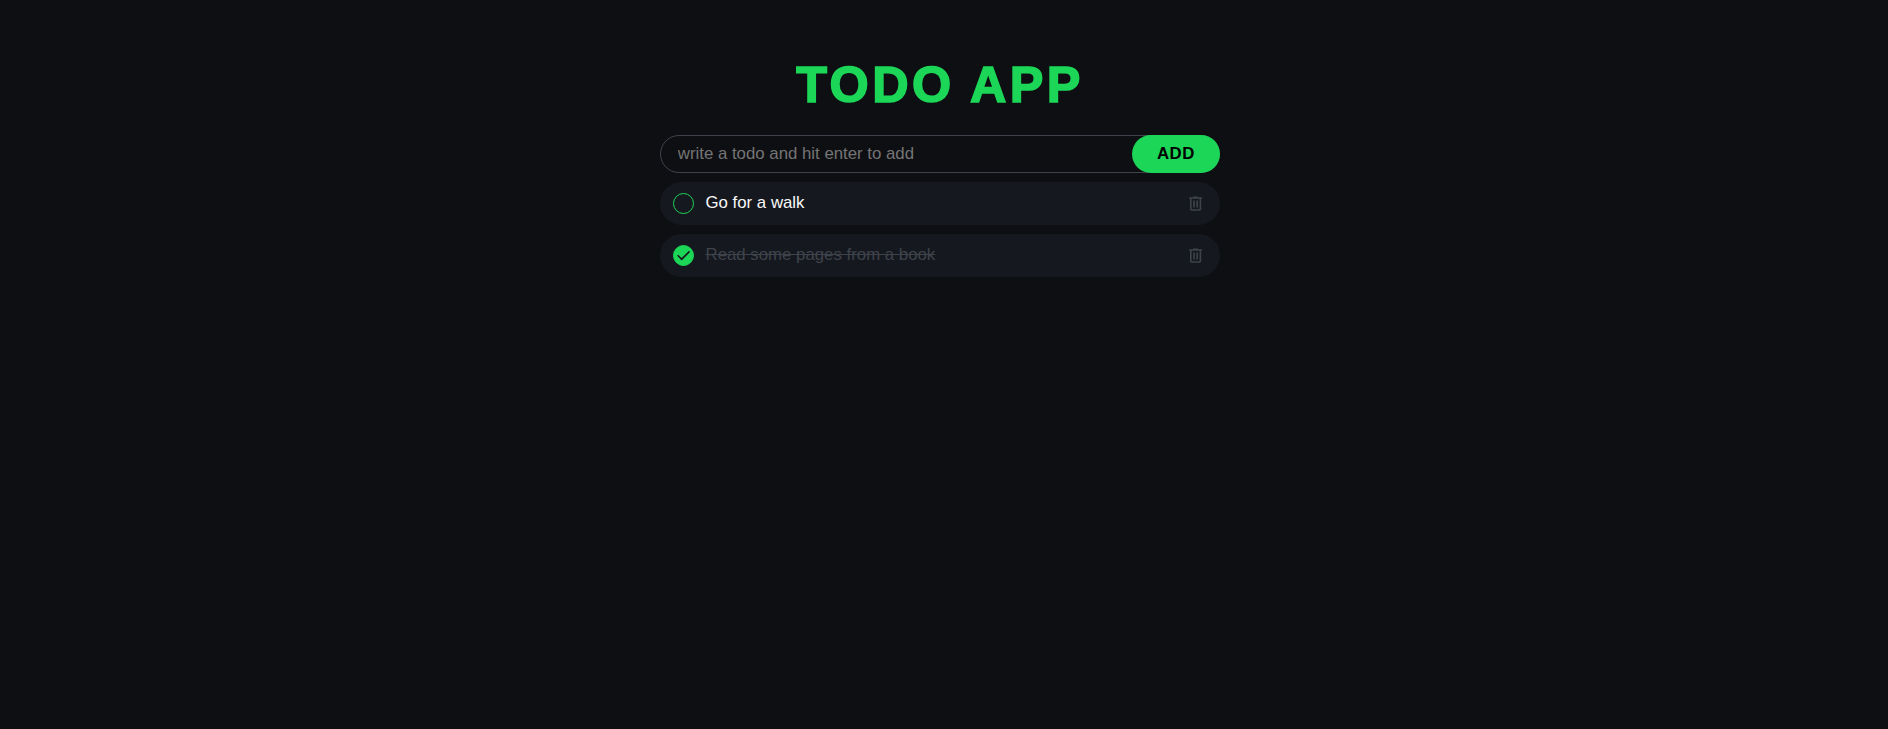 TODO APP
write a todo and hit enter to add
ADD
Go for a walk
Read some pages from a book